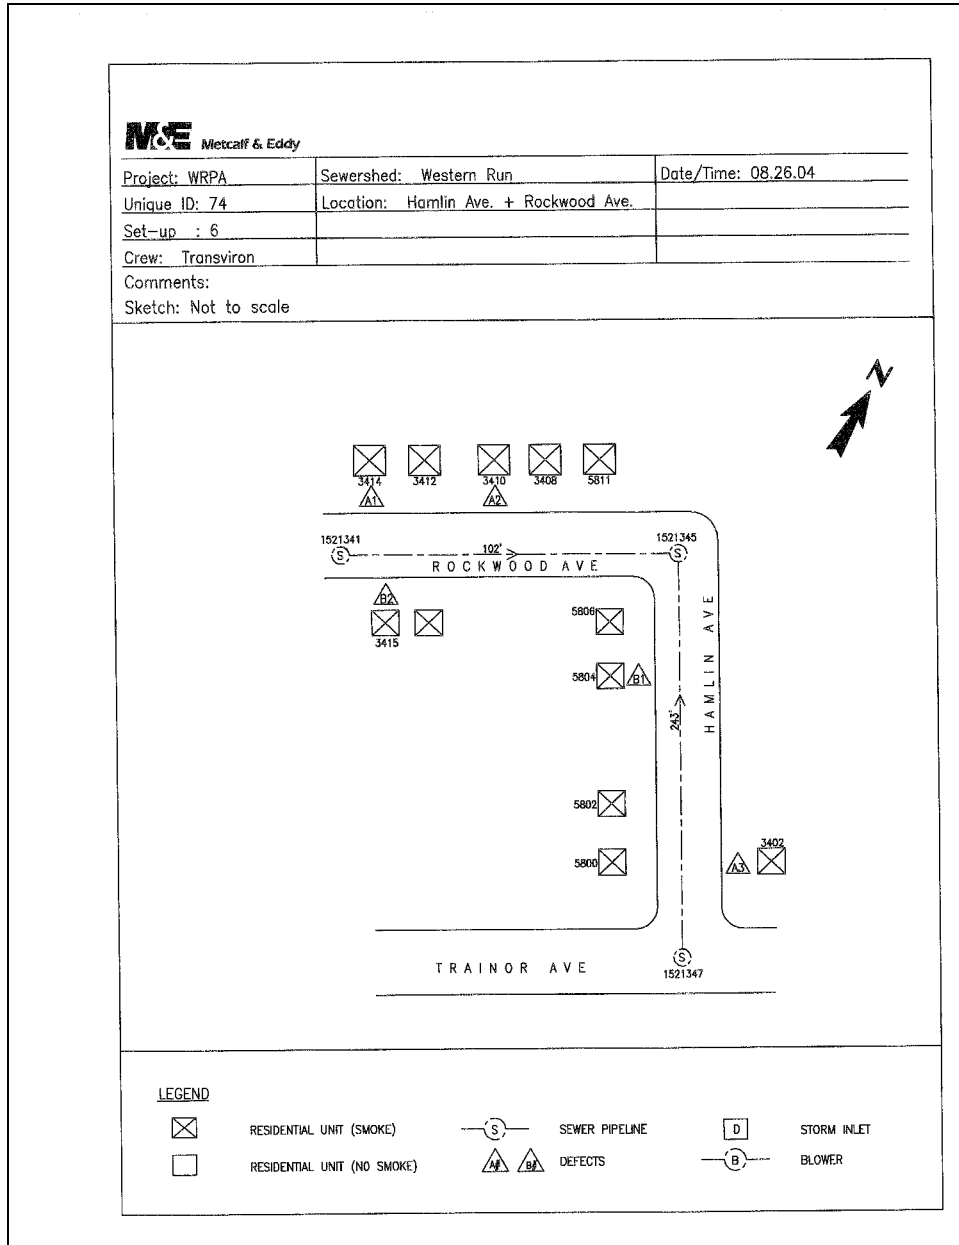 M&E Metcalf & Eddy
Project: WRPA Sewershed: Western Run Date/Time: 08.26.04
Unique ID: 74 Location: Hamlin Ave. + Rockwood Ave.
Set-up : 6
Crew: Transviron
Comments:
Sketch: Not to scale
N
3414 3412 3410 3408 5811
A1 A2
1521341 1521345
S 102' S
ROCKWOOD AVE
B2
3415
5806
HAMLIN AVE
5804 B1
243'
5802
3402
5800 A3
TRAINOR AVE
S
1521347
LEGEND
RESIDENTIAL UNIT (SMOKE) S SEWER PIPELINE D STORM INLET
RESIDENTIAL UNIT (NO SMOKE) A# B# DEFECTS B BLOWER